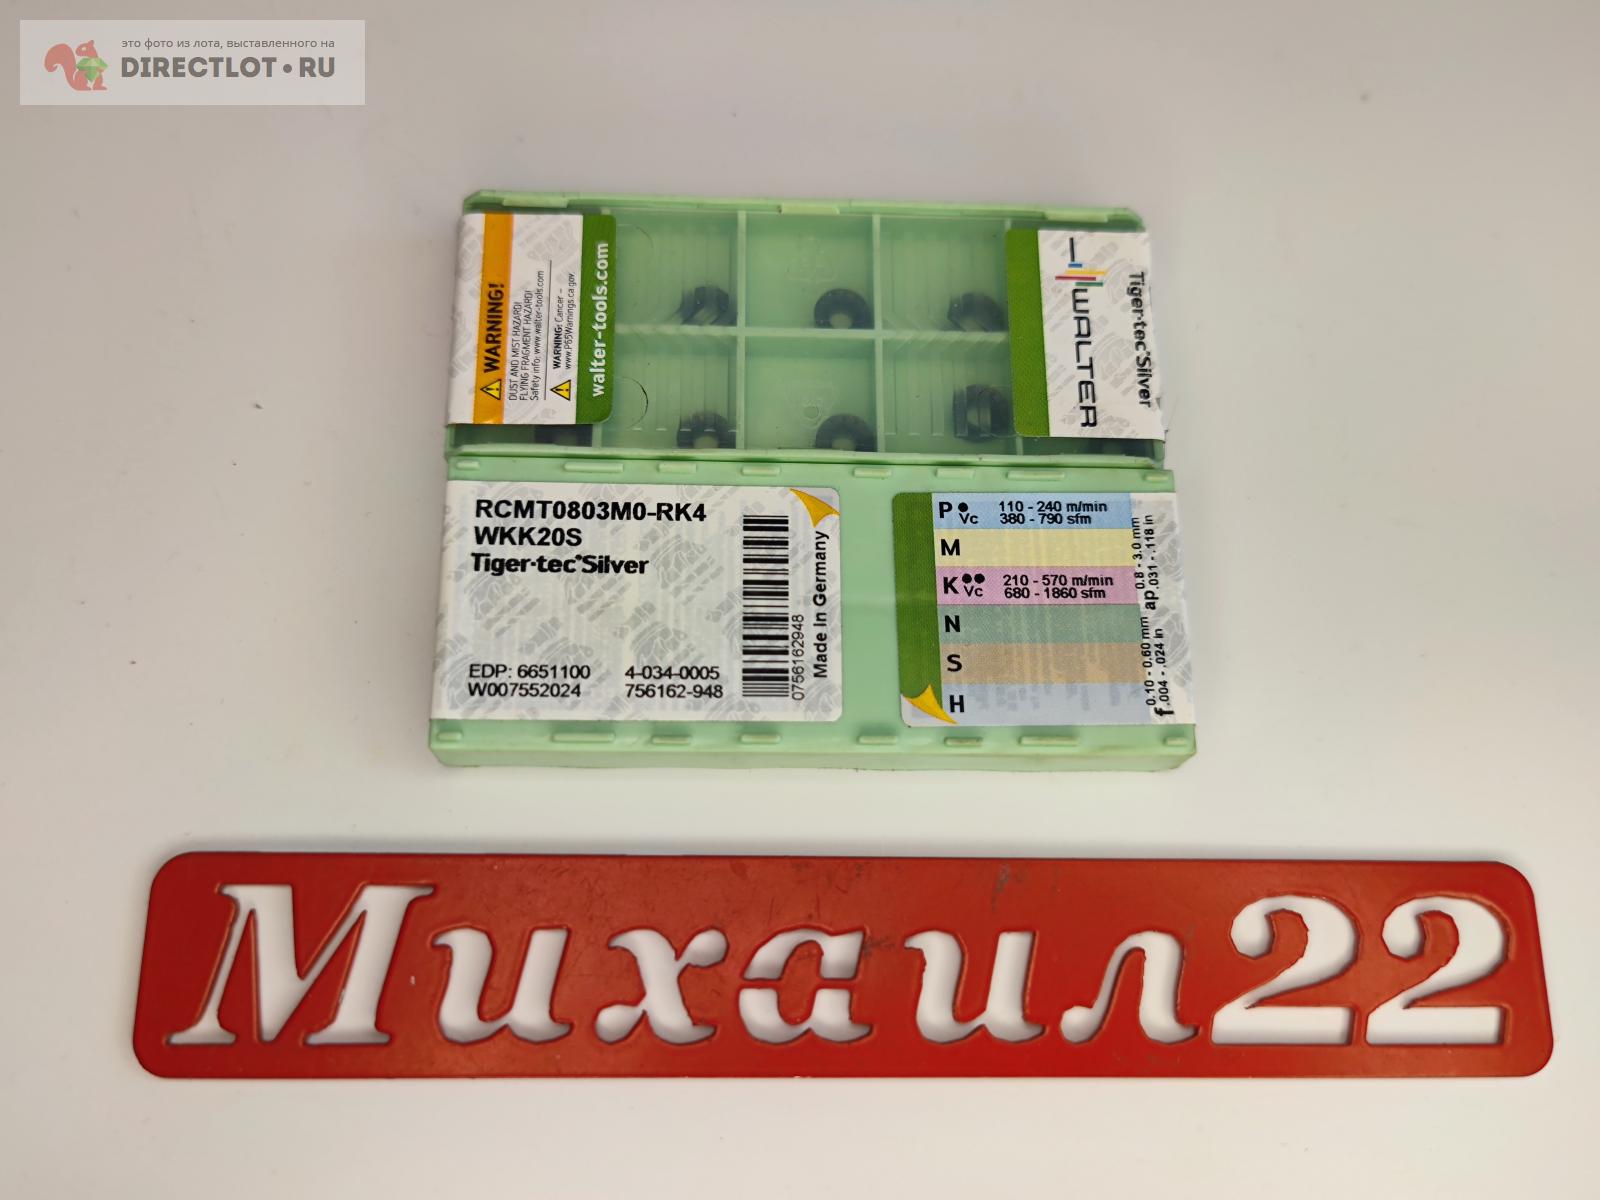 это фото из лота, выставленного на
DIRECTLOT•RU
WARNING!
DUST AND MIST HAZARD!
FLYING FRAGMENT HAZARD!
Safety info: www.walter-tools.com
WARNING: Cancer –
www.P65Warnings.ca.gov
walter-tools.com
WALTER
Tiger·tec®Silver
RCMT0803M0-RK4
WKK20S
Tiger·tec®Silver
EDP: 6651100 4-034-0005
W007552024 756162-948
0756162948
Made in Germany
P Vc 110 - 240 m/min
380 - 790 sfm
M
K Vc 210 - 570 m/min
680 - 1860 sfm
N
S
H
ap 0.8 - 3.0 mm
.031 - .118 in
f 0.10 - 0.60 mm
.004 - .024 in
Михаил22